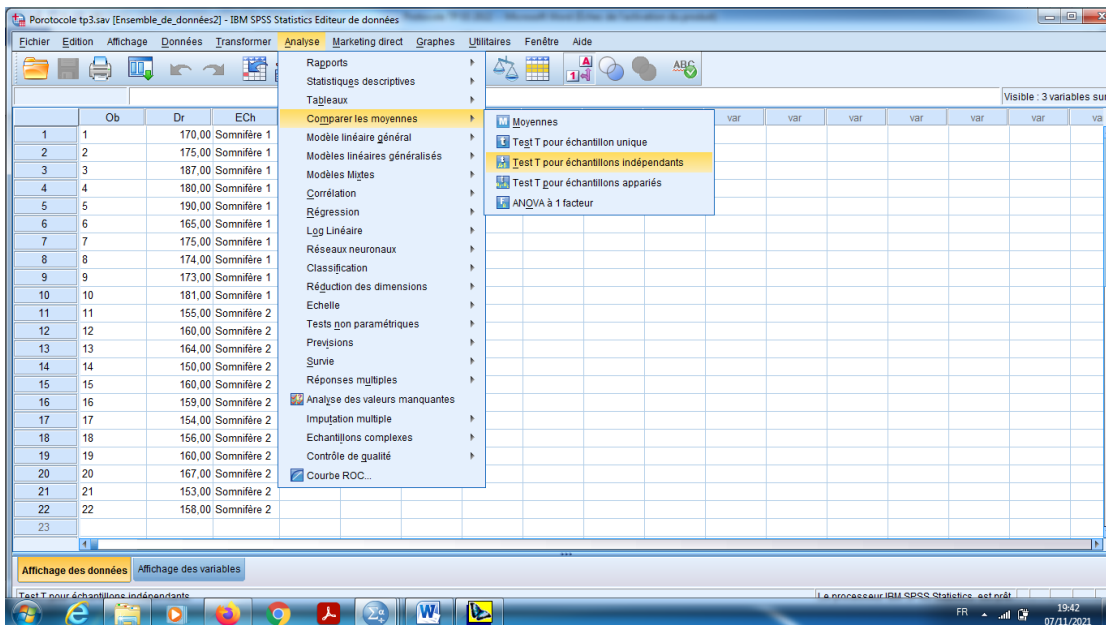 Porotocole tp3.sav [Ensemble_de_données2] - IBM SPSS Statistics Editeur de données
Fichier Edition Affichage Données Transformer Analyse Marketing direct Graphes Utilitaires Fenêtre Aide
Visible : 3 variables sur
Rapports
Statistiques descriptives
Tableaux
Comparer les moyennes
Modèle linéaire général
Modèles linéaires généralisés
Modèles Mixtes
Corrélation
Régression
Log Linéaire
Réseaux neuronaux
Classification
Réduction des dimensions
Echelle
Tests non paramétriques
Prévisions
Survie
Réponses multiples
Analyse des valeurs manquantes
Imputation multiple
Echantillons complexes
Contrôle de qualité
Courbe ROC...
Moyennes
Test T pour échantillon unique
Test T pour échantillons indépendants
Test T pour échantillons appariés
ANOVA à 1 facteur
Ob Dr ECh var var var var var var va
1 1 170,00 Somnifère 1
2 2 175,00 Somnifère 1
3 3 187,00 Somnifère 1
4 4 180,00 Somnifère 1
5 5 190,00 Somnifère 1
6 6 165,00 Somnifère 1
7 7 175,00 Somnifère 1
8 8 174,00 Somnifère 1
9 9 173,00 Somnifère 1
10 10 181,00 Somnifère 1
11 11 155,00 Somnifère 2
12 12 160,00 Somnifère 2
13 13 164,00 Somnifère 2
14 14 150,00 Somnifère 2
15 15 160,00 Somnifère 2
16 16 159,00 Somnifère 2
17 17 154,00 Somnifère 2
18 18 156,00 Somnifère 2
19 19 160,00 Somnifère 2
20 20 167,00 Somnifère 2
21 21 153,00 Somnifère 2
22 22 158,00 Somnifère 2
23
Affichage des données Affichage des variables
Test T pour échantillons indépendants Le processeur IBM SPSS Statistics est prêt
FR 19:42
07/11/2021